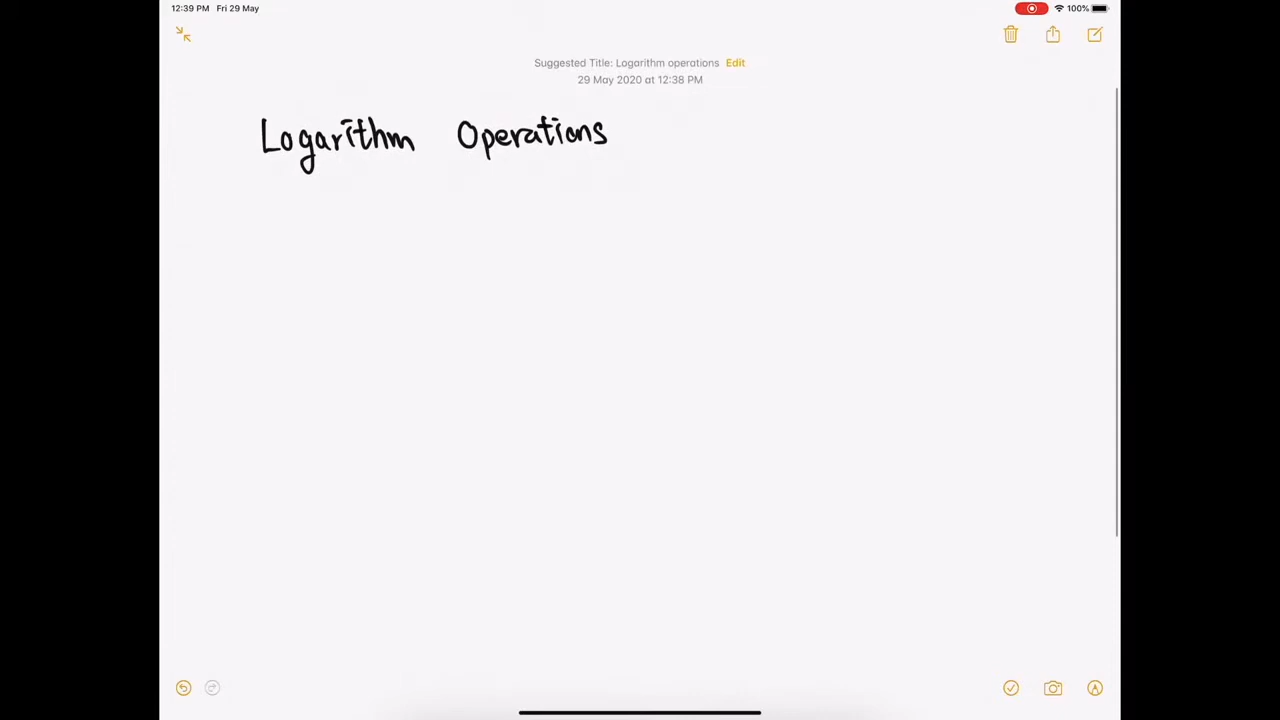 12:39 PM Fri 29 May 100%
Suggested Title: Logarithm operations Edit
29 May 2020 at 12:38 PM
Logarithm Operations